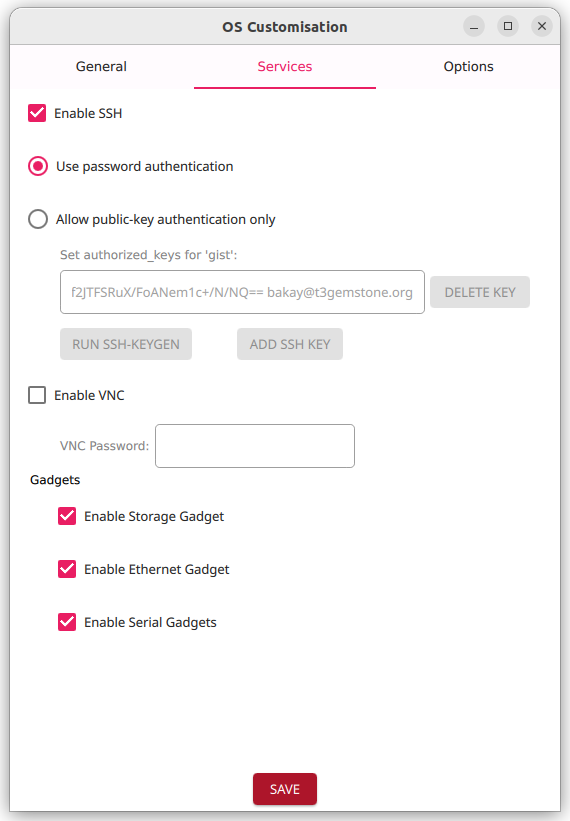 OS Customisation
General Services Options
Enable SSH
Use password authentication
Allow public-key authentication only
Set authorized_keys for 'gist':
f2JTFSRuX/FoANem1c+/N/NQ== bakay@t3gemstone.org DELETE KEY
RUN SSH-KEYGEN ADD SSH KEY
Enable VNC
VNC Password:
Gadgets
Enable Storage Gadget
Enable Ethernet Gadget
Enable Serial Gadgets
SAVE